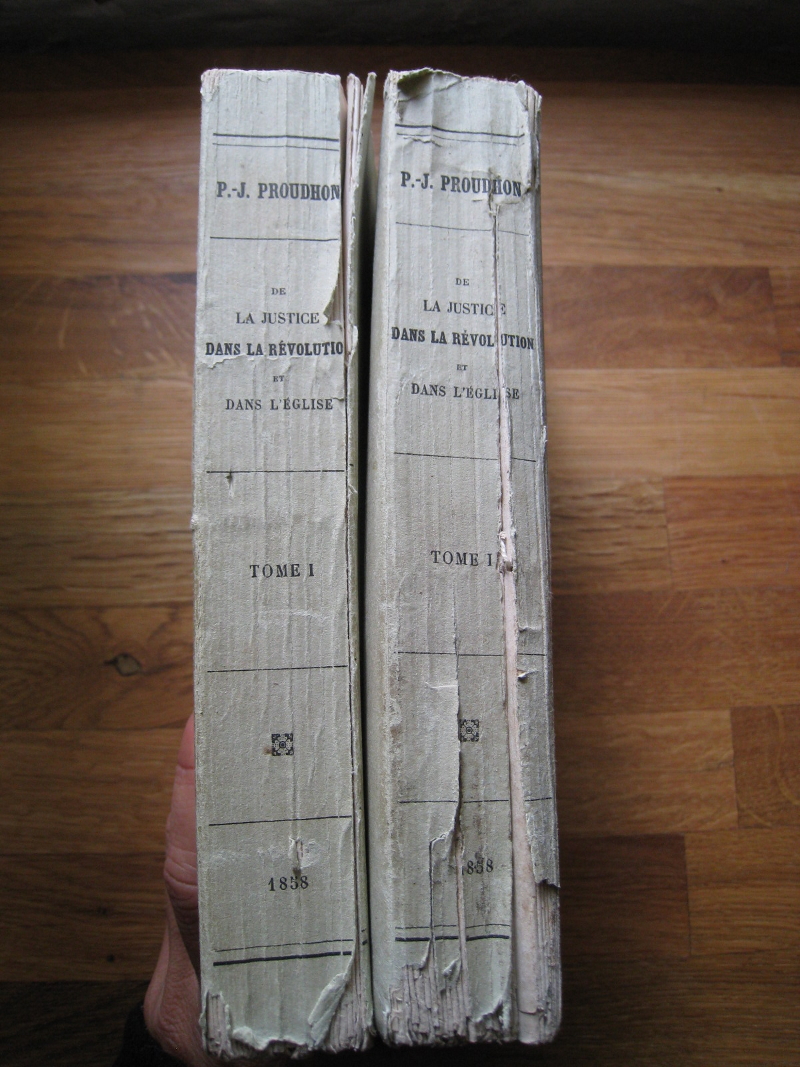 P.-J. PROUDHON
DE
LA JUSTICE
DANS LA RÉVOLUTIO
ET
DANS L'ÉGLISE
TOME I
1858
P.-J. PROUDHON
DE
LA JUSTICE
DANS LA RÉVOLUTION
ET
DANS L'ÉGLISE
TOME I
1858